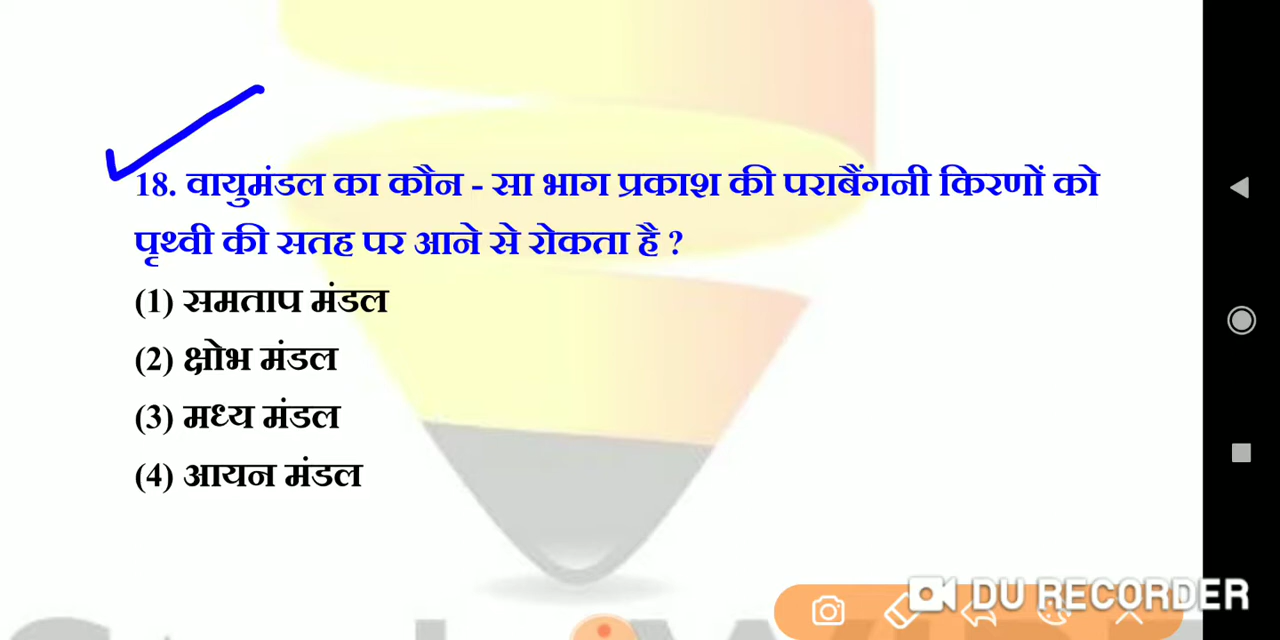 18. वायुमंडल का कौन - सा भाग प्रकाश की पराबैंगनी किरणों को
पृथ्वी की सतह पर आने से रोकता है ?
(1) समताप मंडल
(2) क्षोभ मंडल
(3) मध्य मंडल
(4) आयन मंडल
DU RECORDER